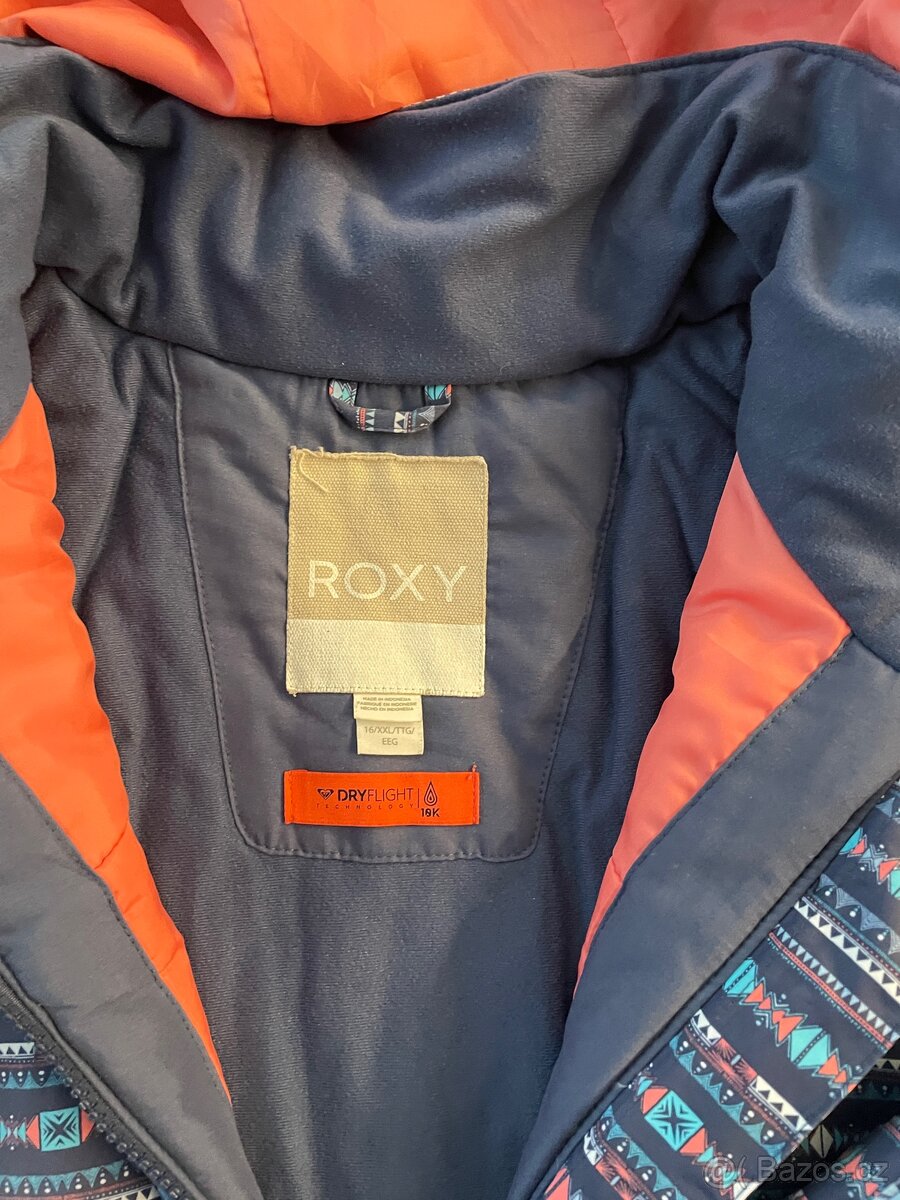 ROXY
MADE IN INDONESIA
FABRIQUÉ EN INDONÉSIE
HECHO EN INDONESIA
16/XXL/TTG/
EEG
DRYFLIGHT
TECHNOLOGY
10K
Bazos.cz